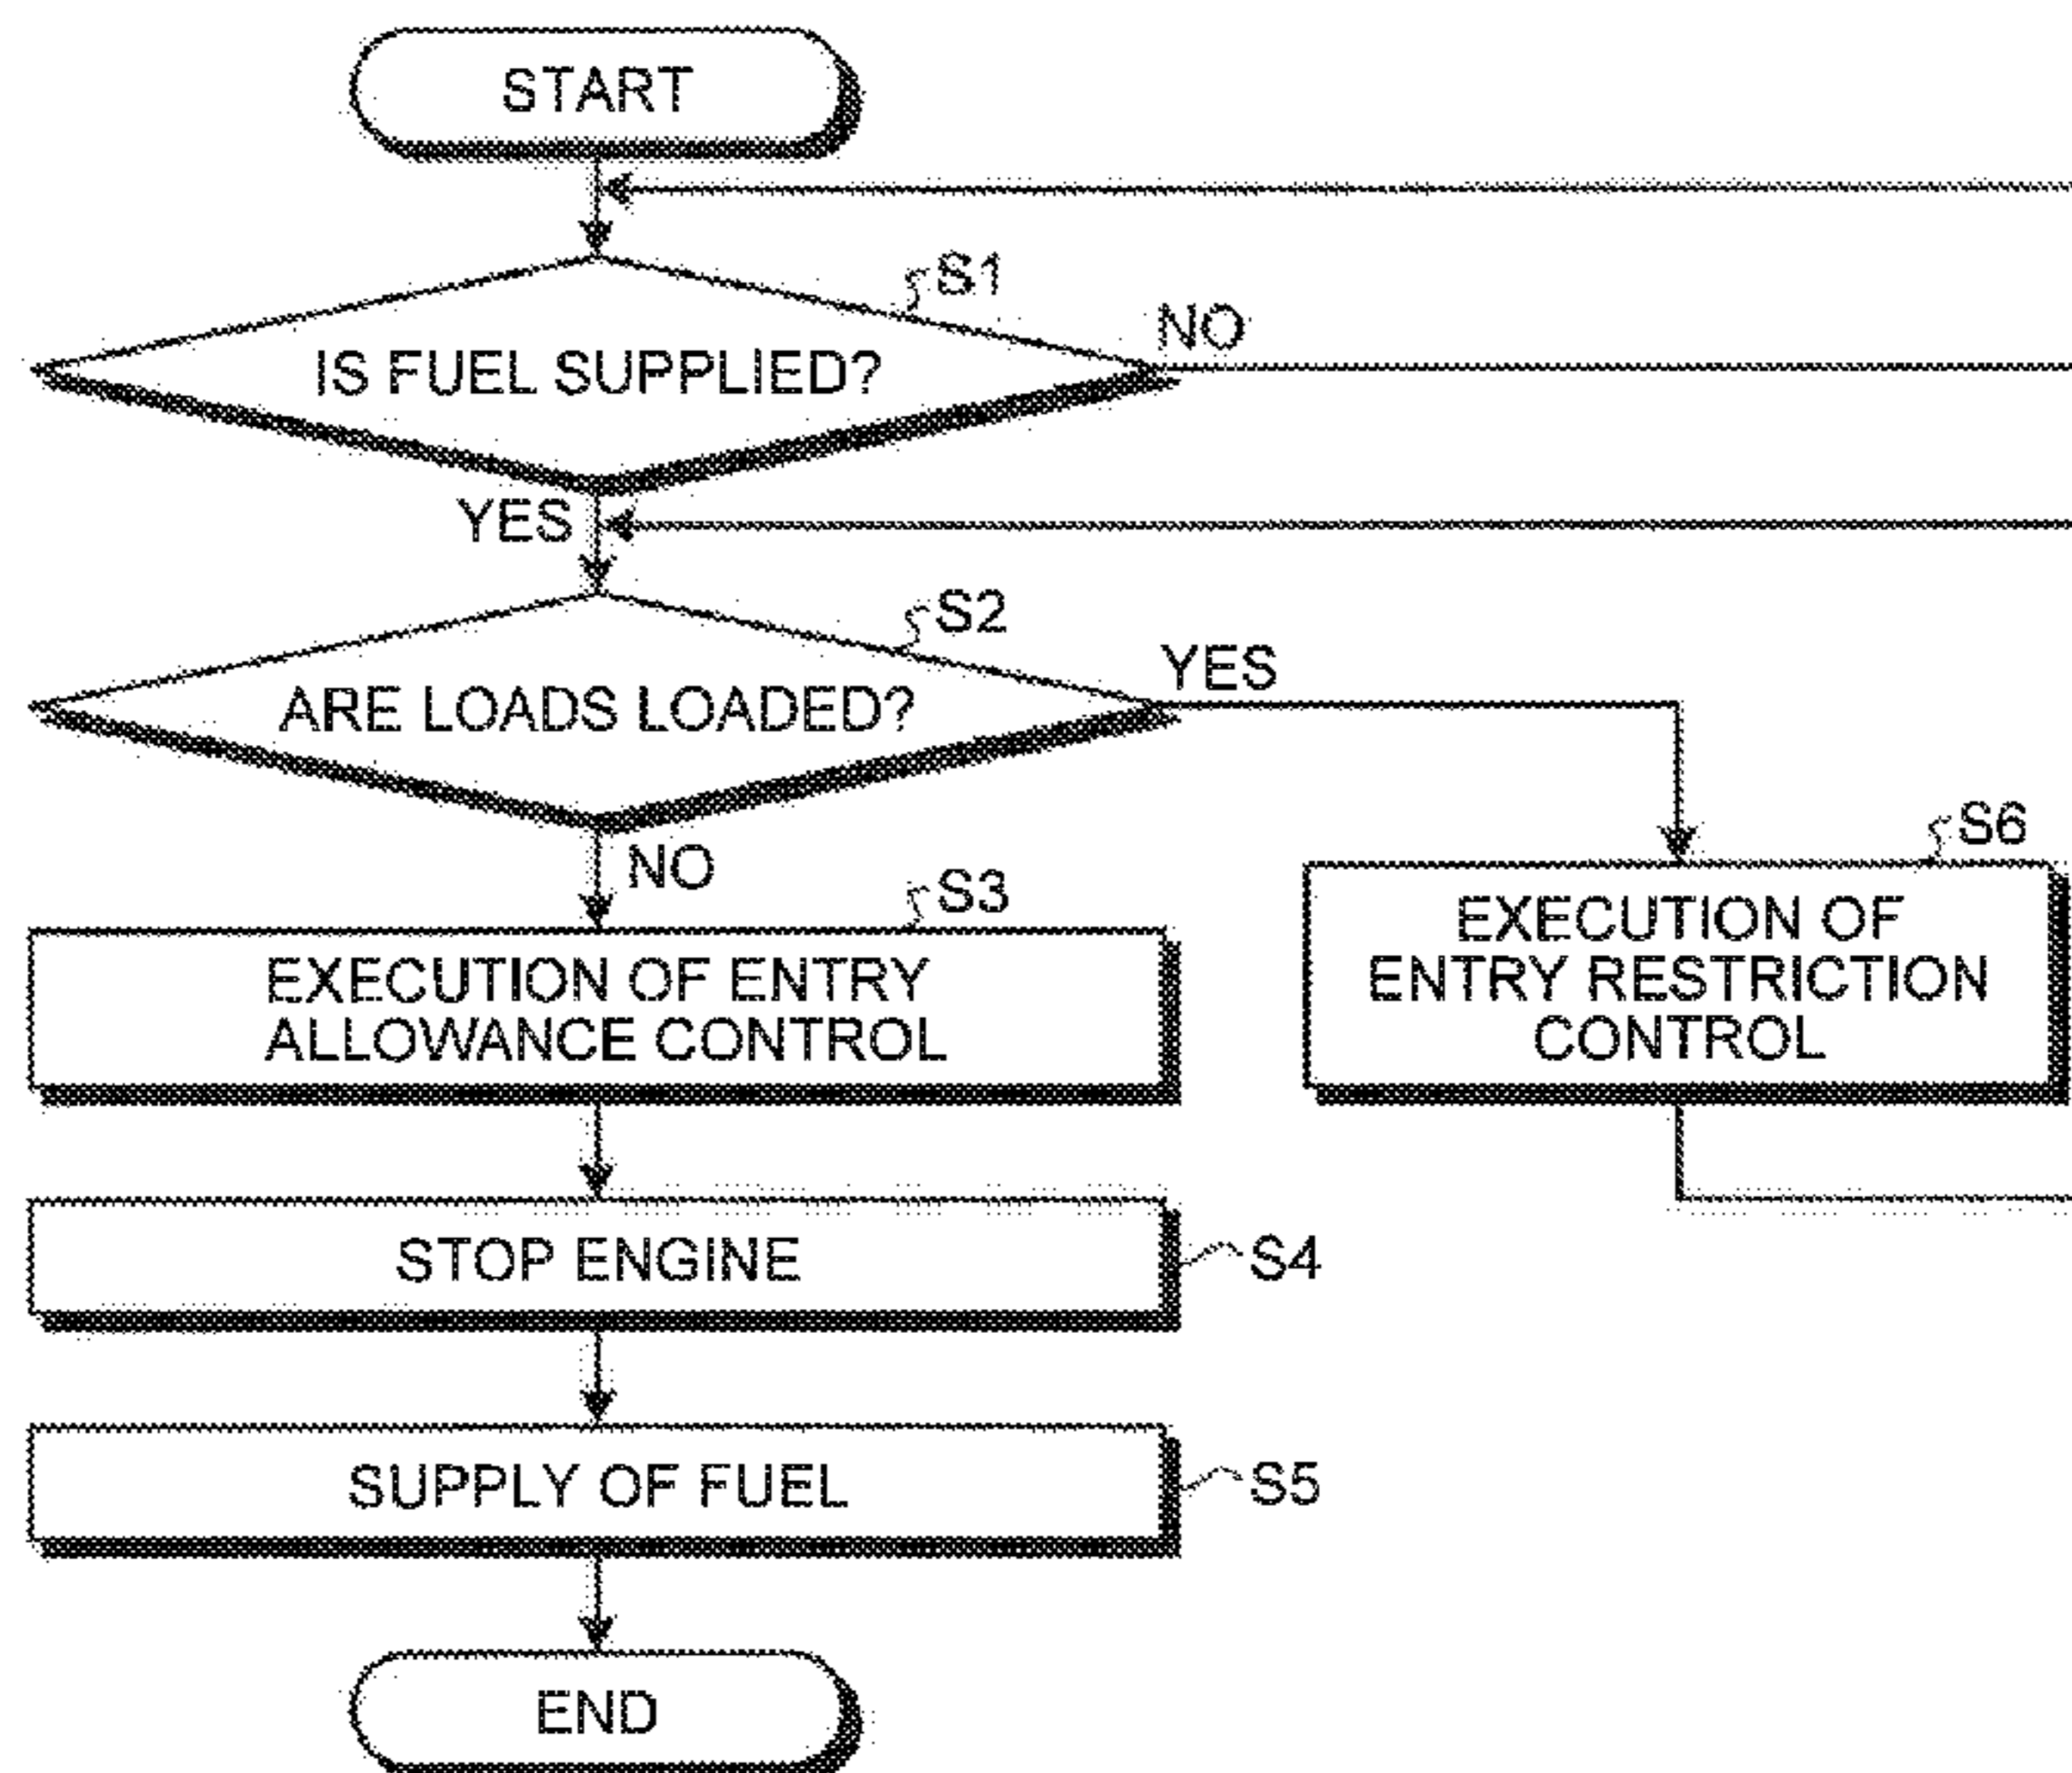 START
S1
NO
IS FUEL SUPPLIED?
YES
S2
YES
ARE LOADS LOADED?
NO
S3
EXECUTION OF ENTRY
ALLOWANCE CONTROL
S6
EXECUTION OF
ENTRY RESTRICTION
CONTROL
STOP ENGINE
S4
SUPPLY OF FUEL
S5
END